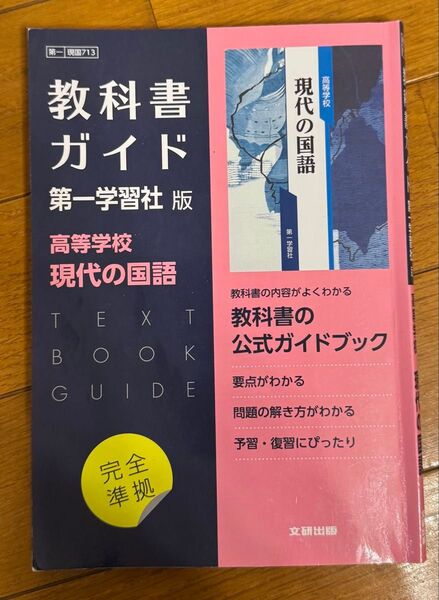 第一 現国713
教科書
ガイド
第一学習社 版
高等学校
現代の国語
TEXT
BOOK
GUIDE
完全
準拠
高等学校
現代の国語
第一学習社
教科書の内容がよくわかる
教科書の
公式ガイドブック
要点がわかる
問題の解き方がわかる
予習・復習にぴったり
文研出版